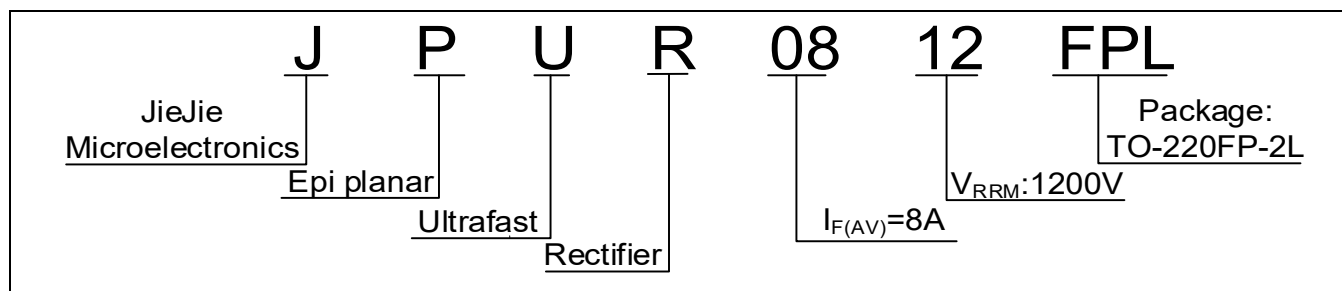 J P U R 08 12 FPL
JieJie
Microelectronics
Package:
TO-220FP-2L
Epi planar
VRRM:1200V
Ultrafast
IF(AV)=8A
Rectifier